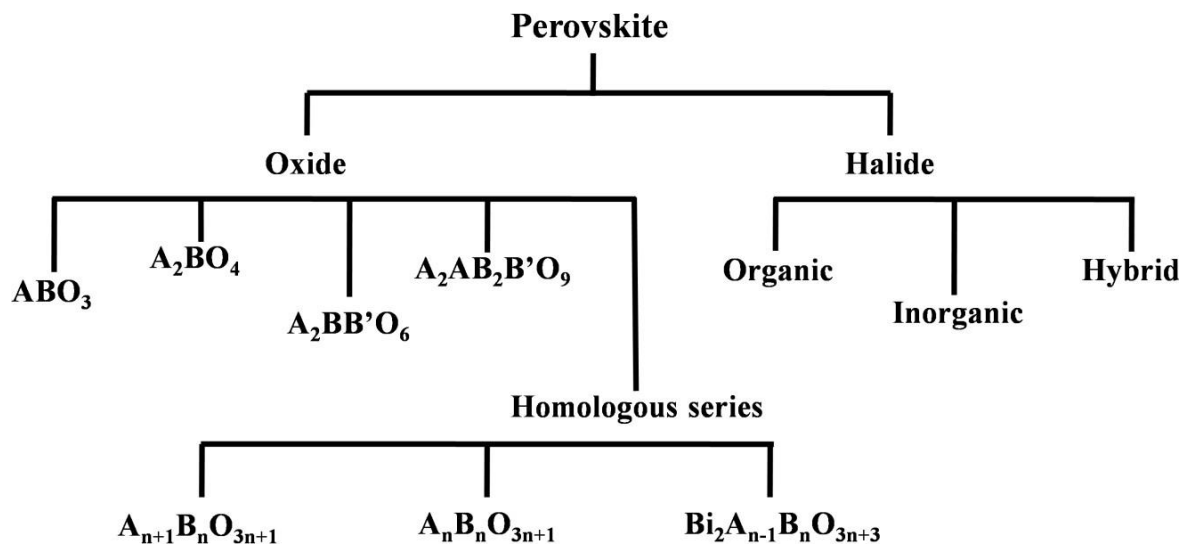 Perovskite
Oxide
Halide
ABO₃
A₂BO₄
A₂BB’O₆
A₂AB₂B’O₉
Organic
Inorganic
Hybrid
Homologous series
Aₙ₊₁BₙO₃ₙ₊₁
AₙBₙO₃ₙ₊₁
Bi₂Aₙ₋₁BₙO₃ₙ₊₃